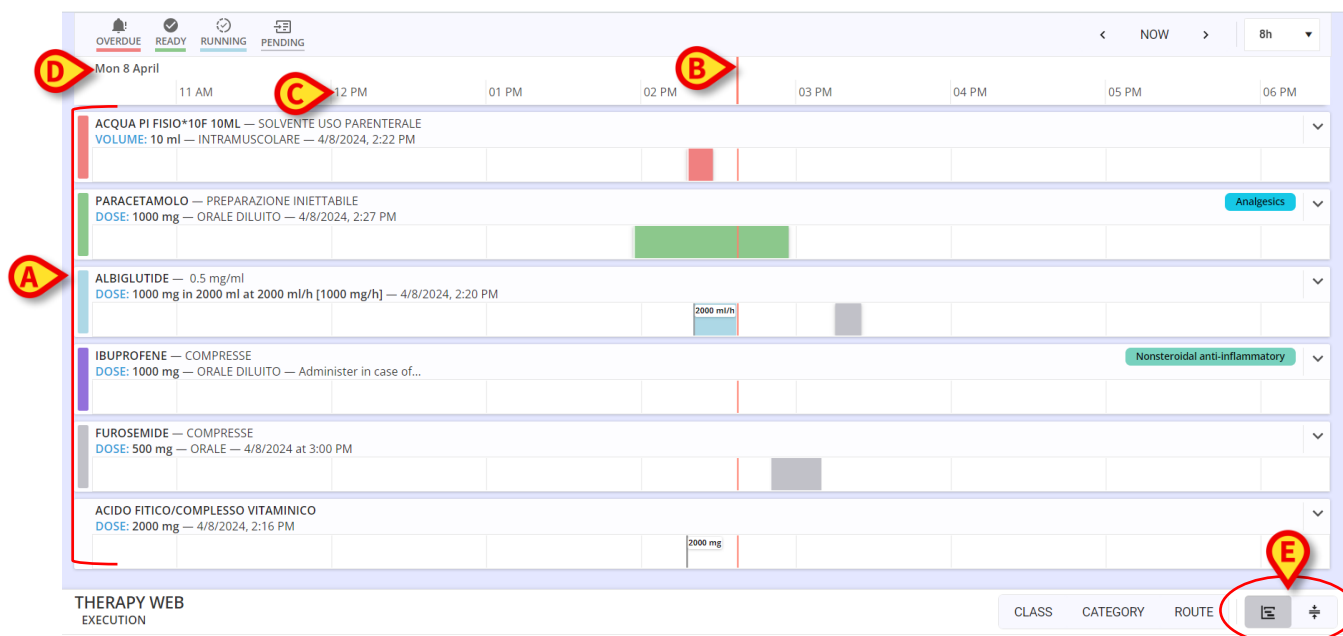 OVERDUE READY RUNNING PENDING
NOW 8h
D Mon 8 April B
11 AM C 12 PM 01 PM 02 PM 03 PM 04 PM 05 PM 06 PM
ACQUA PI FISIO*10F 10ML — SOLVENTE USO PARENTERALE
VOLUME: 10 ml — INTRAMUSCOLARE — 4/8/2024, 2:22 PM
PARACETAMOLO — PREPARAZIONE INIETTABILE Analgesics
DOSE: 1000 mg — ORALE DILUITO — 4/8/2024, 2:27 PM
A
ALBIGLUTIDE — 0.5 mg/ml
DOSE: 1000 mg in 2000 ml at 2000 ml/h [1000 mg/h] — 4/8/2024, 2:20 PM
2000 ml/h
IBUPROFENE — COMPRESSE Nonsteroidal anti-inflammatory
DOSE: 1000 mg — ORALE DILUITO — Administer in case of...
FUROSEMIDE — COMPRESSE
DOSE: 500 mg — ORALE — 4/8/2024 at 3:00 PM
ACIDO FITICO/COMPLESSO VITAMINICO
DOSE: 2000 mg — 4/8/2024, 2:16 PM
2000 mg
E
THERAPY WEB
EXECUTION
CLASS CATEGORY ROUTE